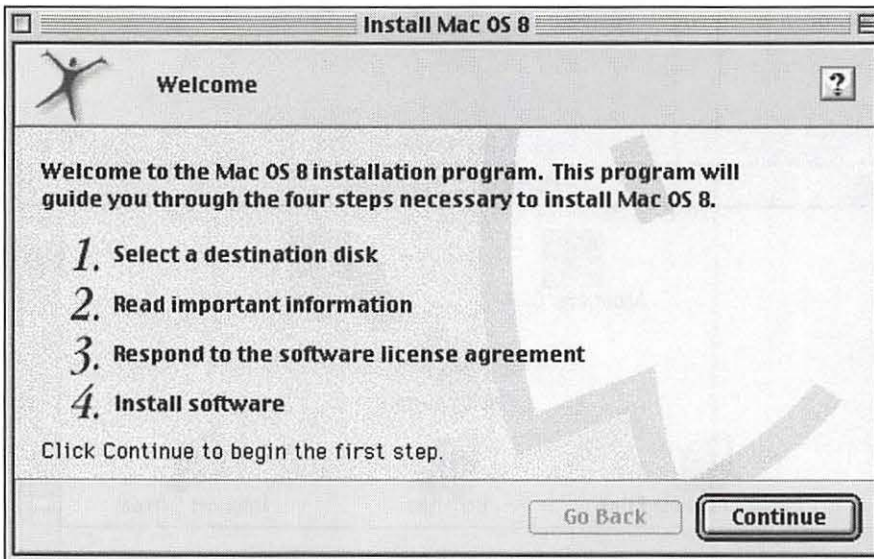 Install Mac OS 8
Welcome
?
Welcome to the Mac OS 8 installation program. This program will
guide you through the four steps necessary to install Mac OS 8.
1. Select a destination disk
2. Read important information
3. Respond to the software license agreement
4. Install software
Click Continue to begin the first step.
Go Back
Continue